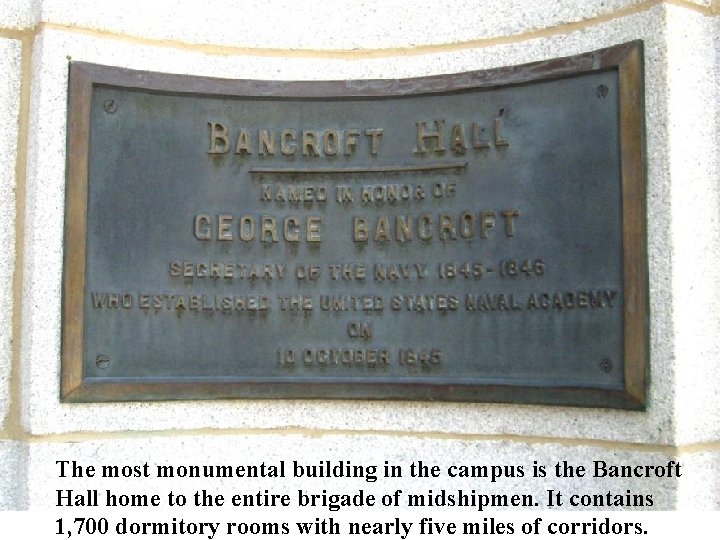 BANCROFT HALL
NAMED IN HONOR OF
GEORGE BANCROFT
SECRETARY OF THE NAVY 1845-1846
WHO ESTABLISHED THE UNITED STATES NAVAL ACADEMY
ON
10 OCTOBER 1845
The most monumental building in the campus is the Bancroft
Hall home to the entire brigade of midshipmen. It contains
1,700 dormitory rooms with nearly five miles of corridors.